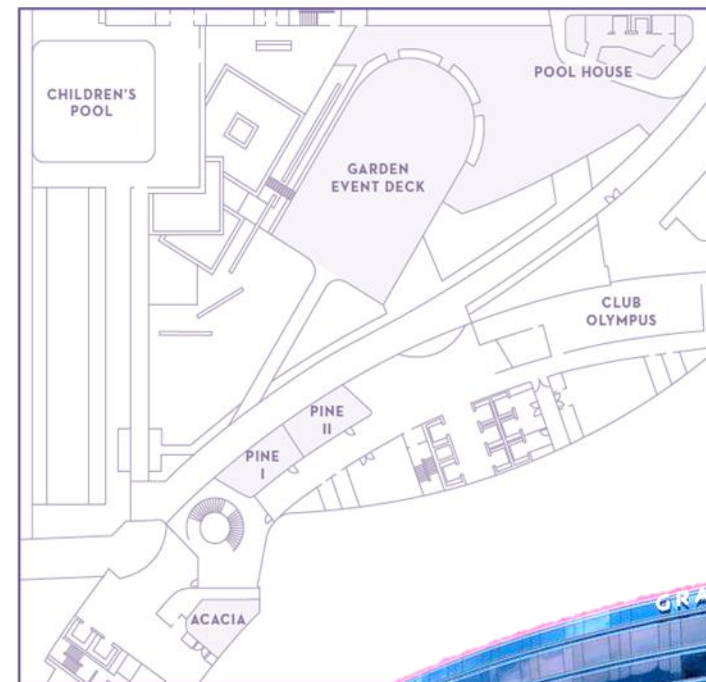 CHILDREN'S
POOL
POOL HOUSE
GARDEN
EVENT DECK
CLUB
OLYMPUS
PINE
II
PINE
I
ACACIA
GRA